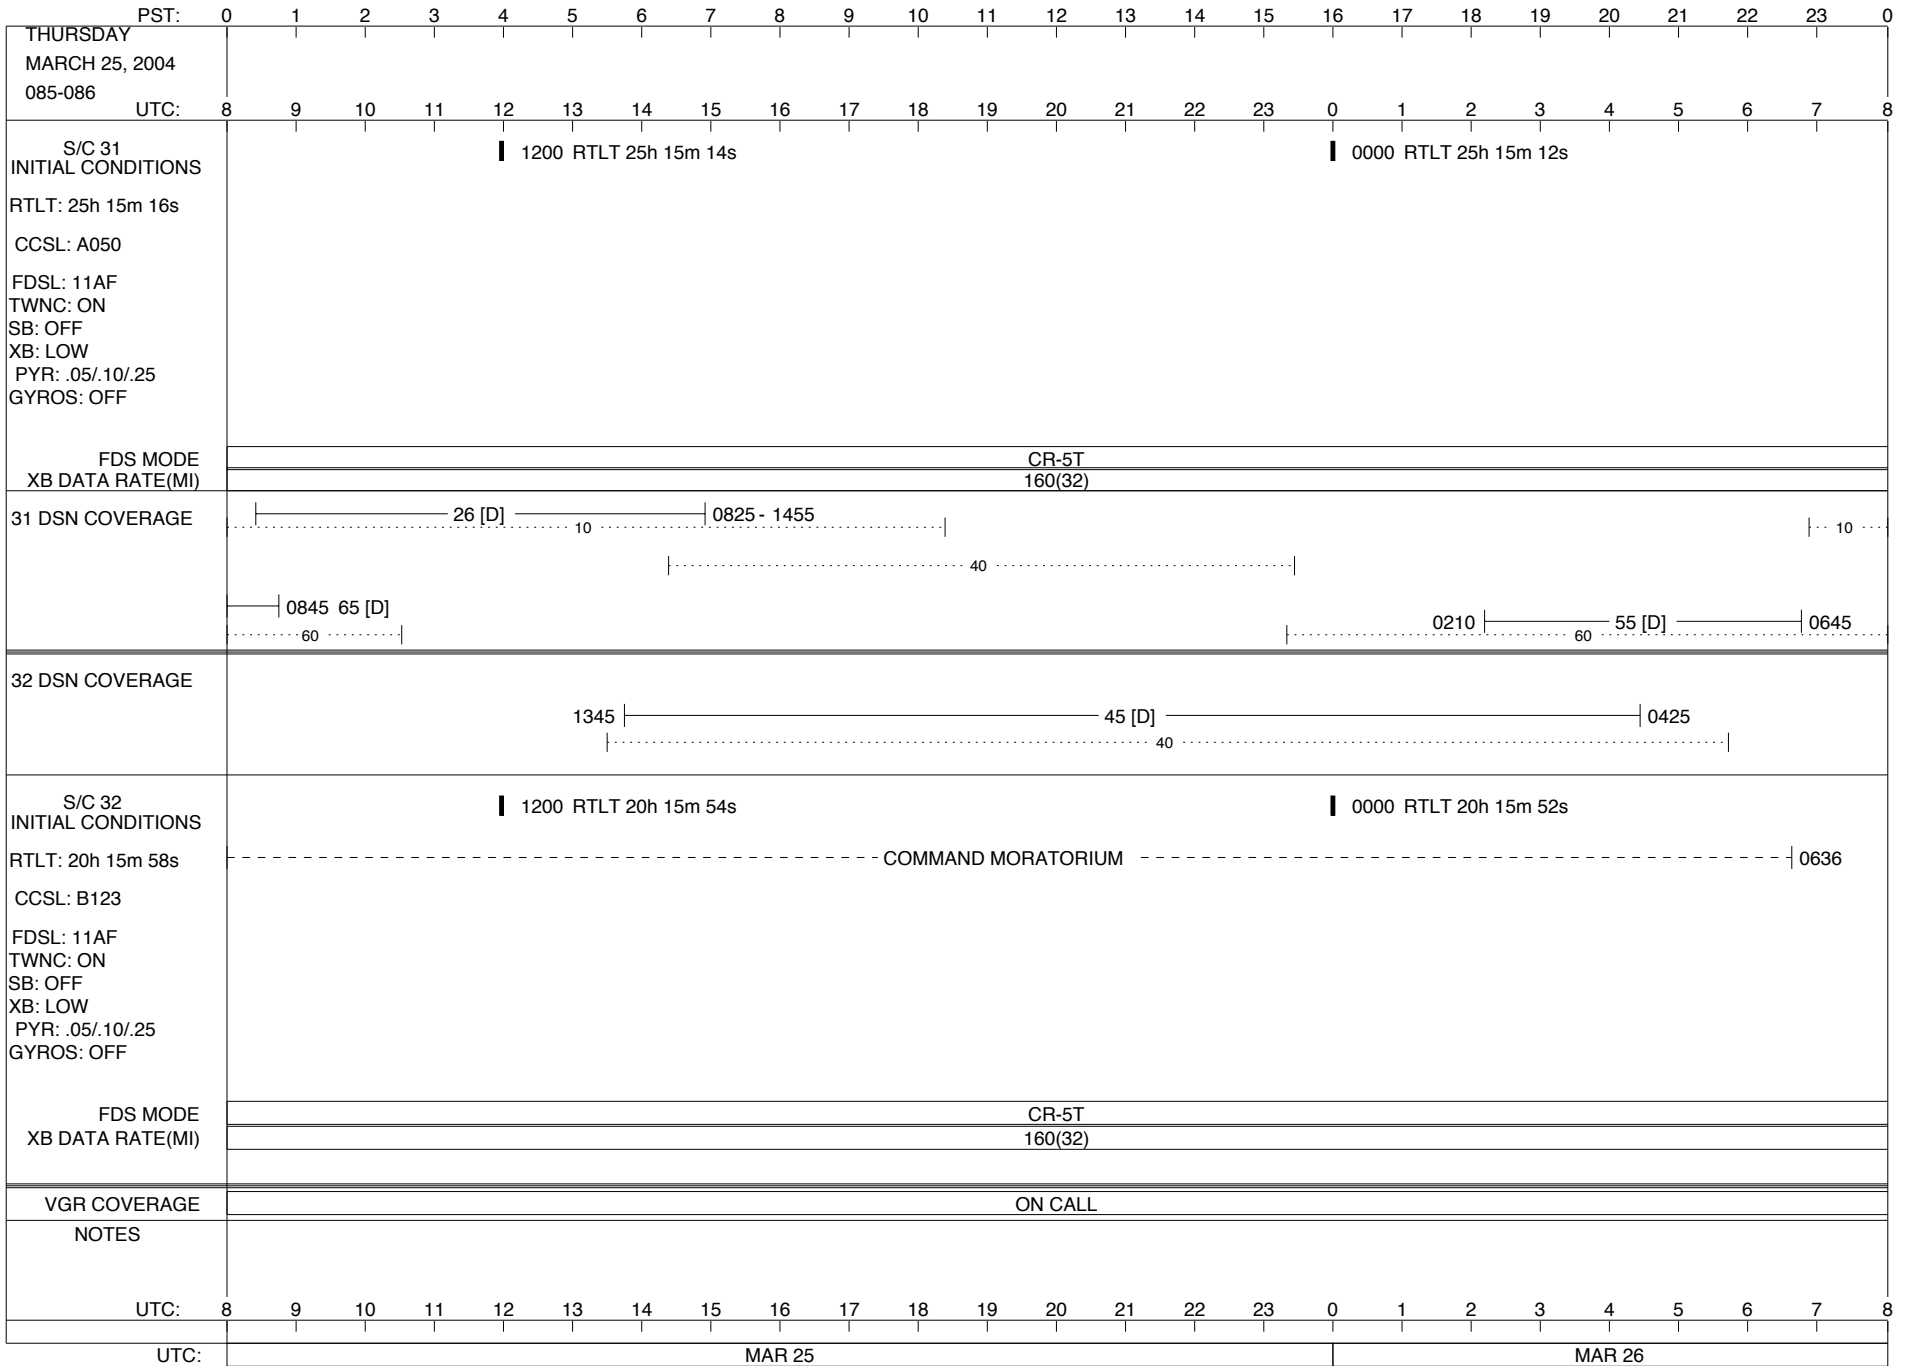 PST: 0 1 2 3 4 5 6 7 8 9 10 11 12 13 14 15 16 17 18 19 20 21 22 23 0
THURSDAY
MARCH 25, 2004
085-086
UTC: 8 9 10 11 12 13 14 15 16 17 18 19 20 21 22 23 0 1 2 3 4 5 6 7 8
S/C 31
INITIAL CONDITIONS
1200 RTLT 25h 15m 14s
0000 RTLT 25h 15m 12s
RTLT: 25h 15m 16s
CCSL: A050
FDSL: 11AF
TWNC: ON
SB: OFF
XB: LOW
PYR: .05/.10/.25
GYROS: OFF
FDS MODE CR-5T
XB DATA RATE(MI) 160(32)
31 DSN COVERAGE
26 [D] 0825 - 1455
10 10
40
0845 65 [D]
0210 55 [D] 0645
60 60
32 DSN COVERAGE
1345 45 [D] 0425
40
S/C 32
INITIAL CONDITIONS
1200 RTLT 20h 15m 54s
0000 RTLT 20h 15m 52s
RTLT: 20h 15m 58s
COMMAND MORATORIUM 0636
CCSL: B123
FDSL: 11AF
TWNC: ON
SB: OFF
XB: LOW
PYR: .05/.10/.25
GYROS: OFF
FDS MODE CR-5T
XB DATA RATE(MI) 160(32)
VGR COVERAGE ON CALL
NOTES
UTC: 8 9 10 11 12 13 14 15 16 17 18 19 20 21 22 23 0 1 2 3 4 5 6 7 8
UTC: MAR 25 MAR 26